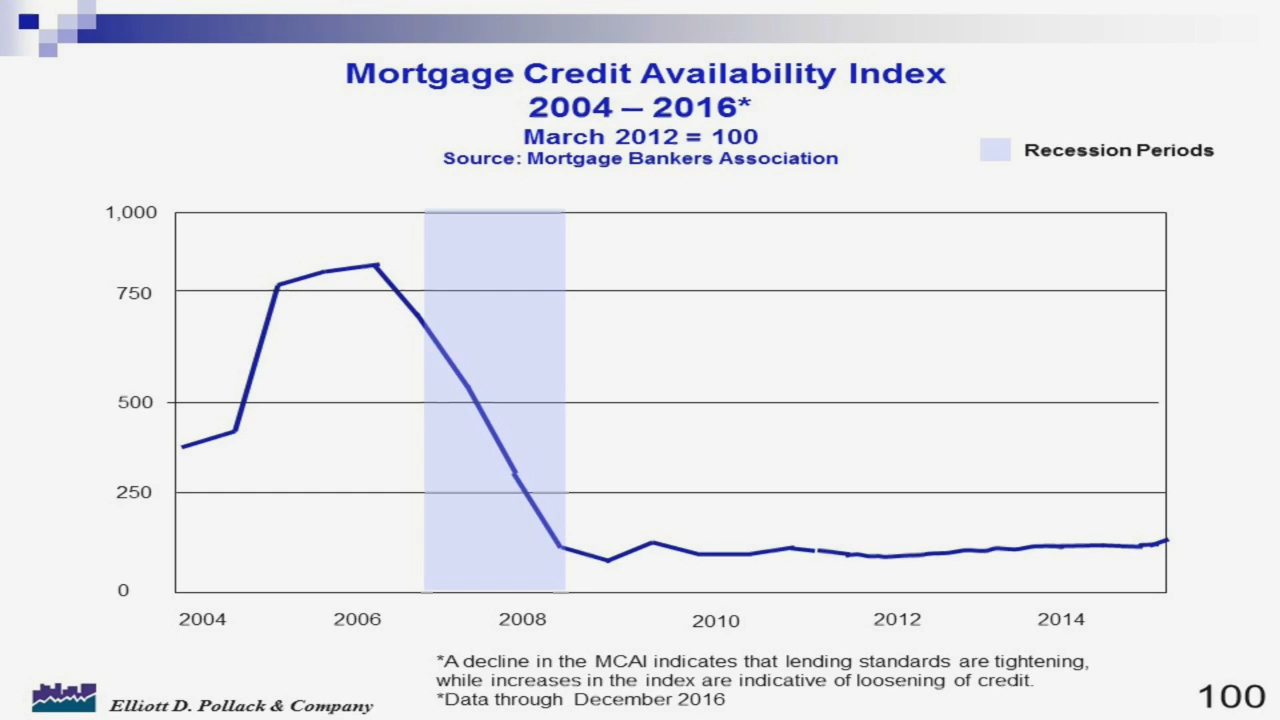 Mortgage Credit Availability Index
2004 – 2016*
March 2012 = 100
Source: Mortgage Bankers Association
Recession Periods
1,000
750
500
250
0
2004 2006 2008 2010 2012 2014
*A decline in the MCAI indicates that lending standards are tightening,
while increases in the index are indicative of loosening of credit.
*Data through December 2016
Elliott D. Pollack & Company
100